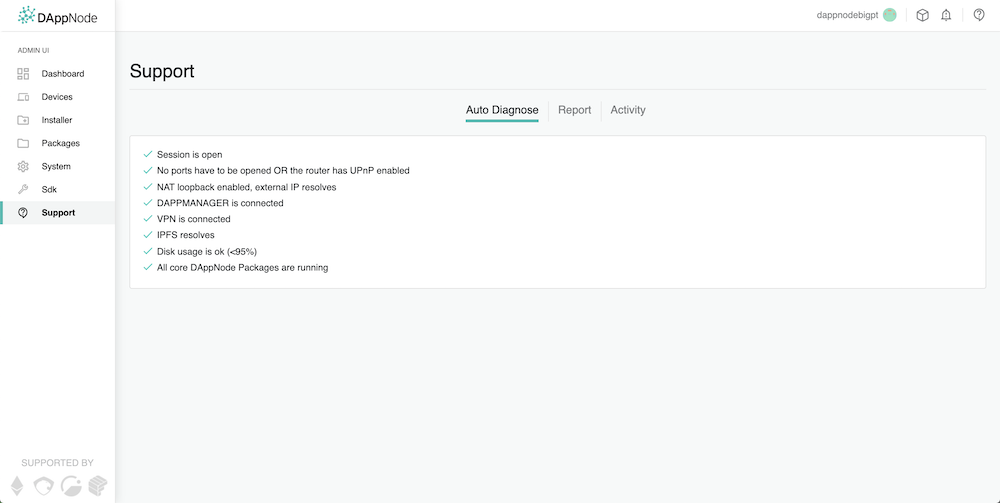 DAppNode
dappnodebigpt
ADMIN UI
Dashboard
Devices
Installer
Packages
System
Sdk
Support
SUPPORTED BY
Support
Auto Diagnose
Report
Activity
Session is open
No ports have to be opened OR the router has UPnP enabled
NAT loopback enabled, external IP resolves
DAPPMANAGER is connected
VPN is connected
IPFS resolves
Disk usage is ok (<95%)
All core DAppNode Packages are running